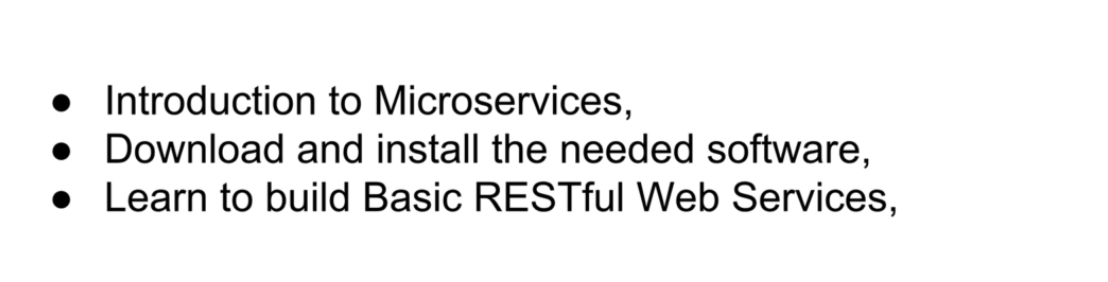 ● Introduction to Microservices,
● Download and install the needed software,
● Learn to build Basic RESTful Web Services,